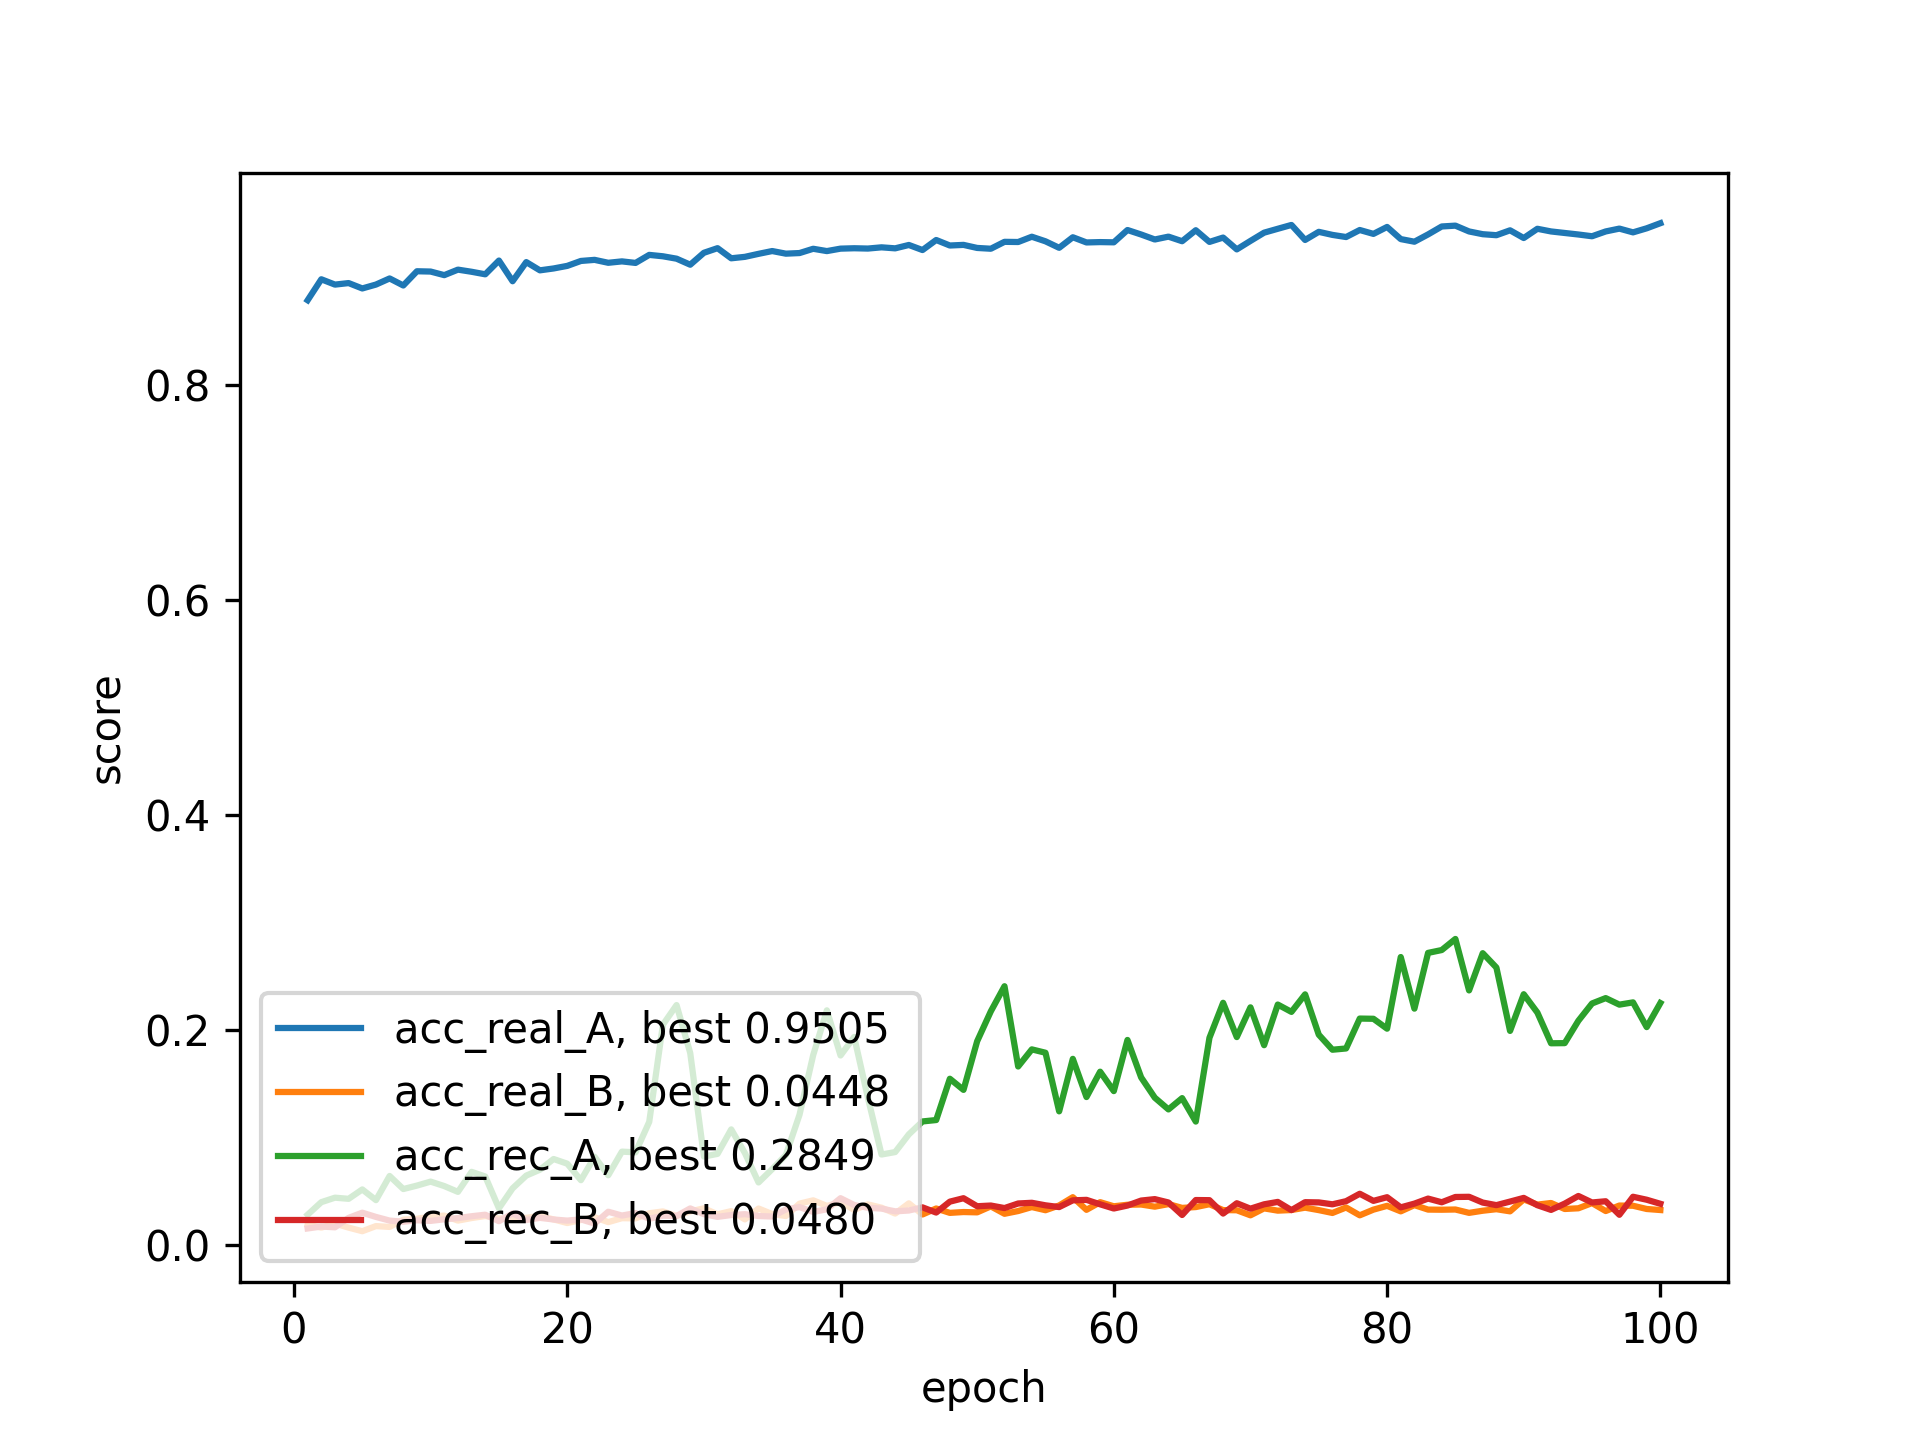 0.8
0.6
0.4
0.2
0.0
score
acc_real_A, best 0.9505
acc_real_B, best 0.0448
acc_rec_A, best 0.2849
acc_rec_B, best 0.0480
0 20 40 60 80 100
epoch